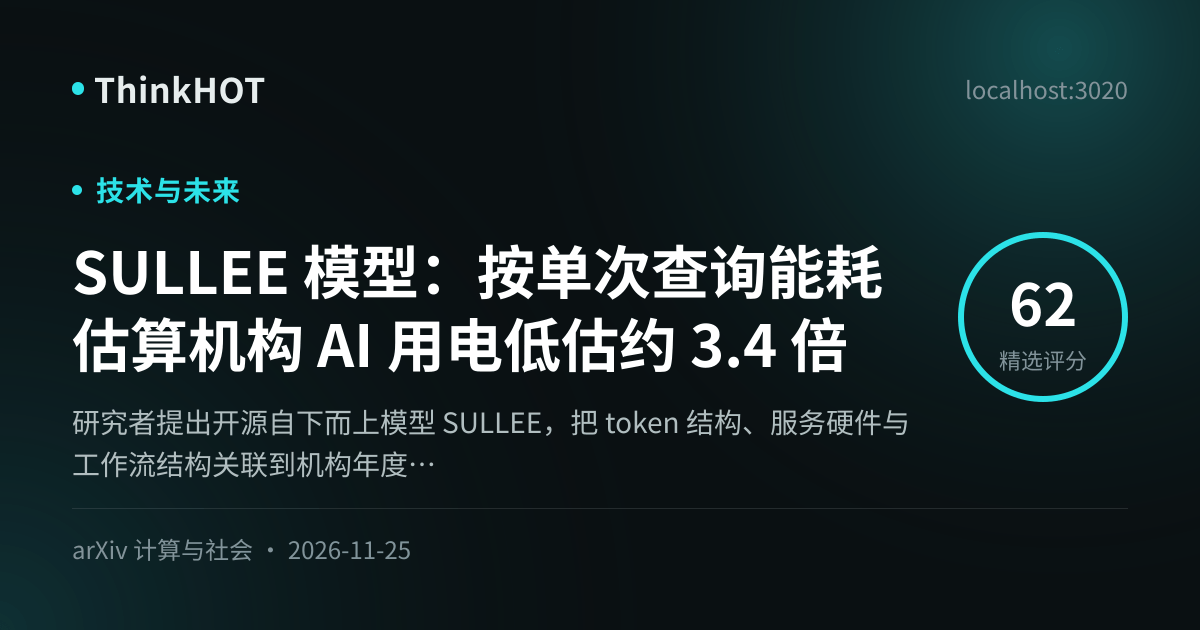 ThinkHOT
localhost:3020
技术与未来
SULLEE 模型：按单次查询能耗
估算机构 AI 用电低估约 3.4 倍
62
精选评分
研究者提出开源自下而上模型 SULLEE，把 token 结构、服务硬件与
工作流结构关联到机构年度…
arXiv 计算与社会 · 2026-11-25